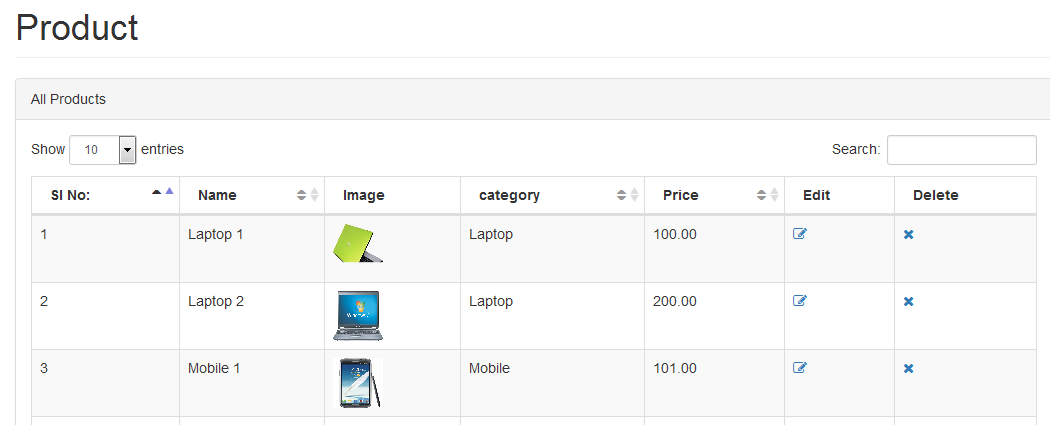 Product
All Products
Show 10 entries Search:
Sl No: Name Image category Price Edit Delete
1 Laptop 1 Laptop 100.00
2 Laptop 2 Laptop 200.00
3 Mobile 1 Mobile 101.00